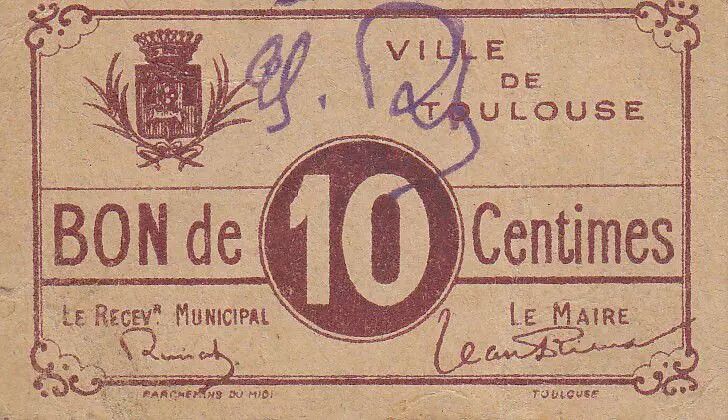 VILLE
DE
TOULOUSE
BON de 10 Centimes
LE RECEVR. MUNICIPAL
LE MAIRE
PARCHEMINS DU MIDI
TOULOUSE